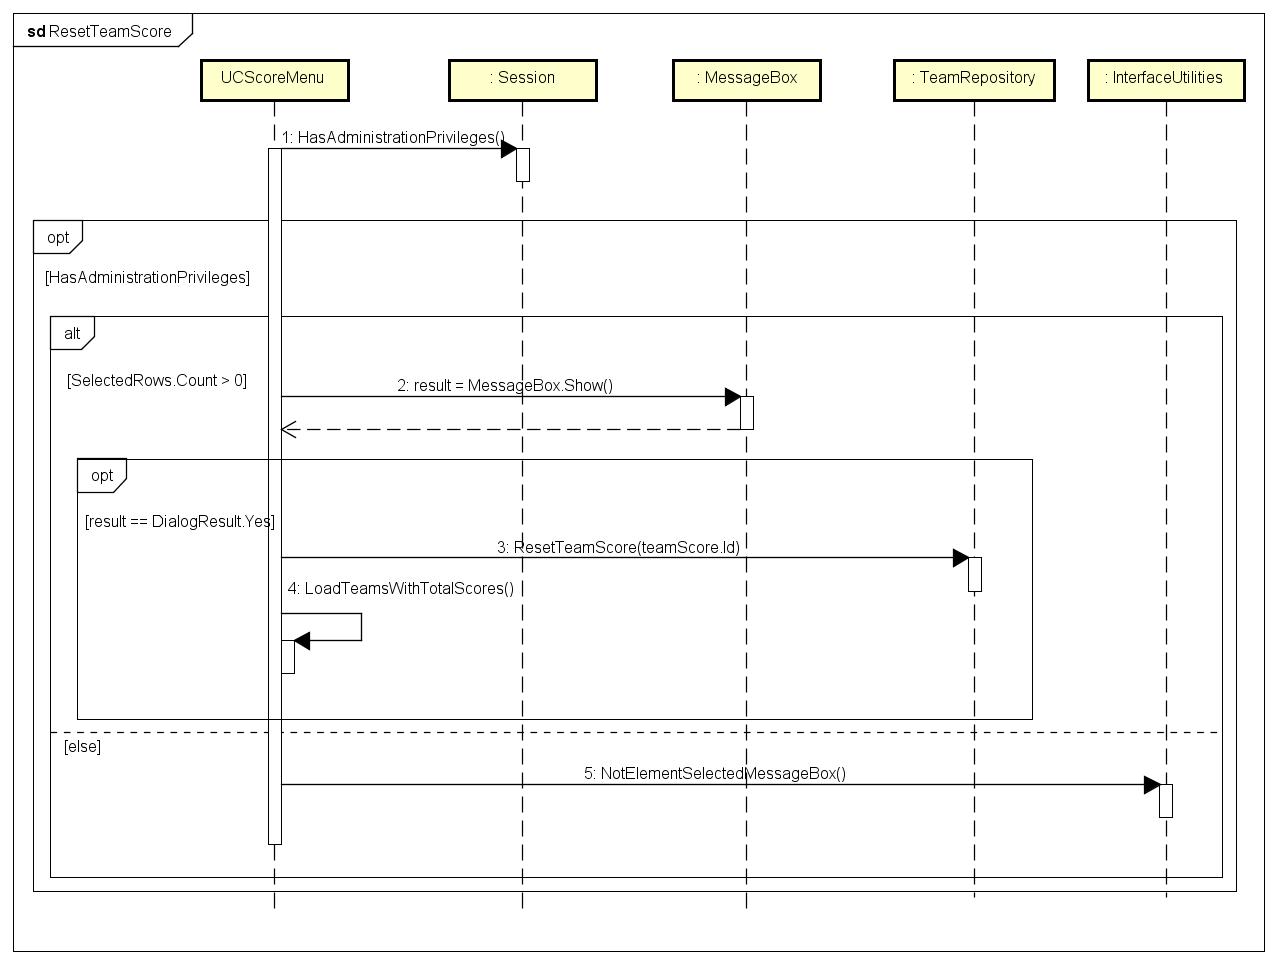 sd ResetTeamScore
UCScoreMenu
: Session
: MessageBox
: TeamRepository
: InterfaceUtilities
1: HasAdministrationPrivileges()
opt
[HasAdministrationPrivileges]
alt
[SelectedRows.Count > 0]
2: result = MessageBox.Show()
opt
[result == DialogResult.Yes]
3: ResetTeamScore(teamScore.Id)
4: LoadTeamsWithTotalScores()
[else]
5: NotElementSelectedMessageBox()